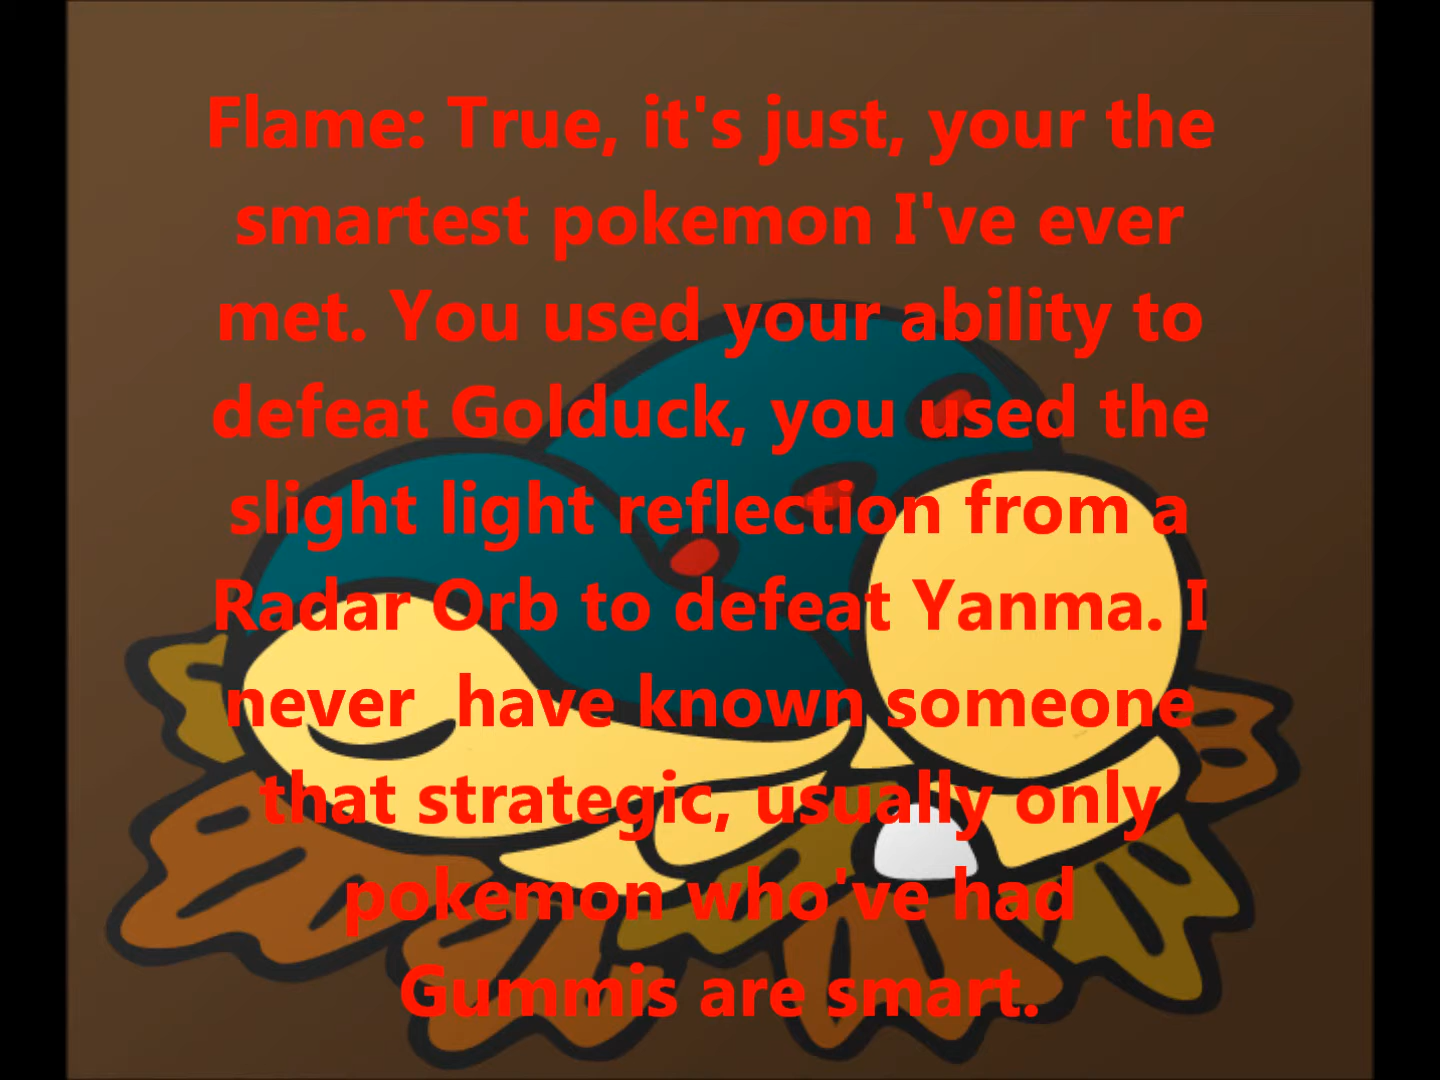 Flame: True, it's just, your the
smartest pokemon I've ever
met. You used your ability to
defeat Golduck, you used the
slight light reflection from a
Radar Orb to defeat Yanma. I
never  have known someone
that strategic, usually only
pokemon who've had
Gummis are smart.